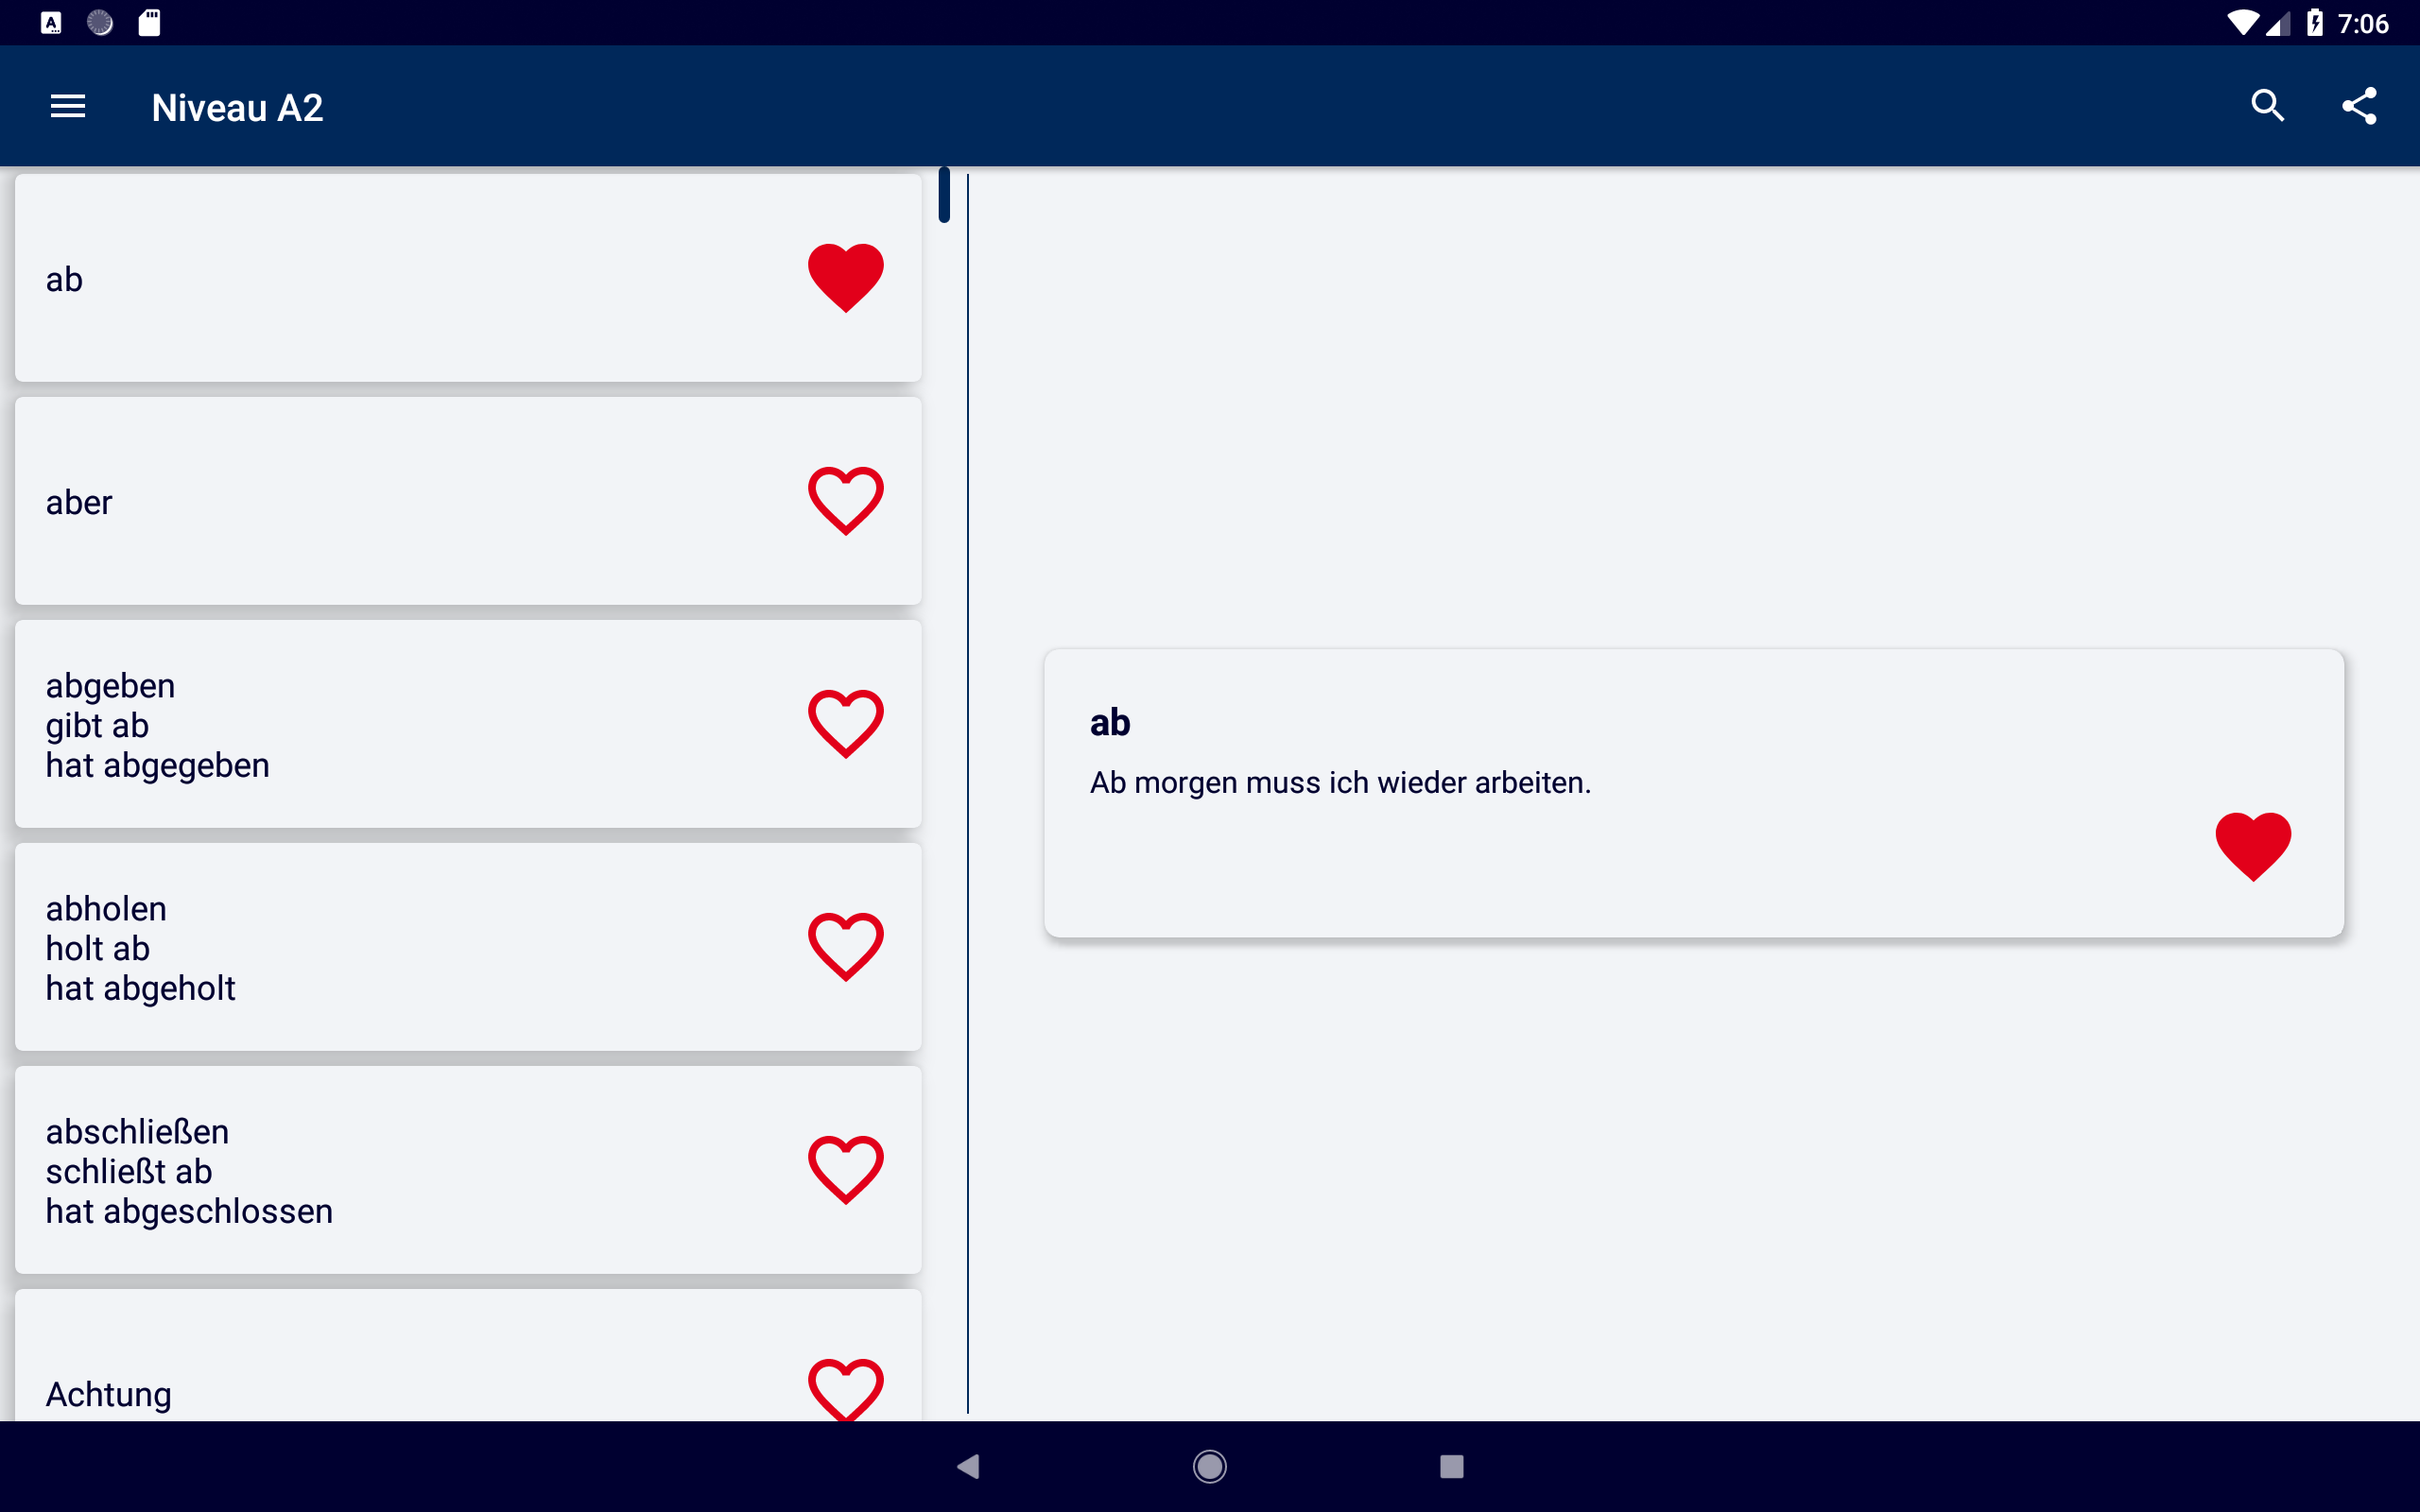 7:06
Niveau A2
ab
aber
abgeben
gibt ab
hat abgegeben
abholen
holt ab
hat abgeholt
abschließen
schließt ab
hat abgeschlossen
Achtung
ab
Ab morgen muss ich wieder arbeiten.